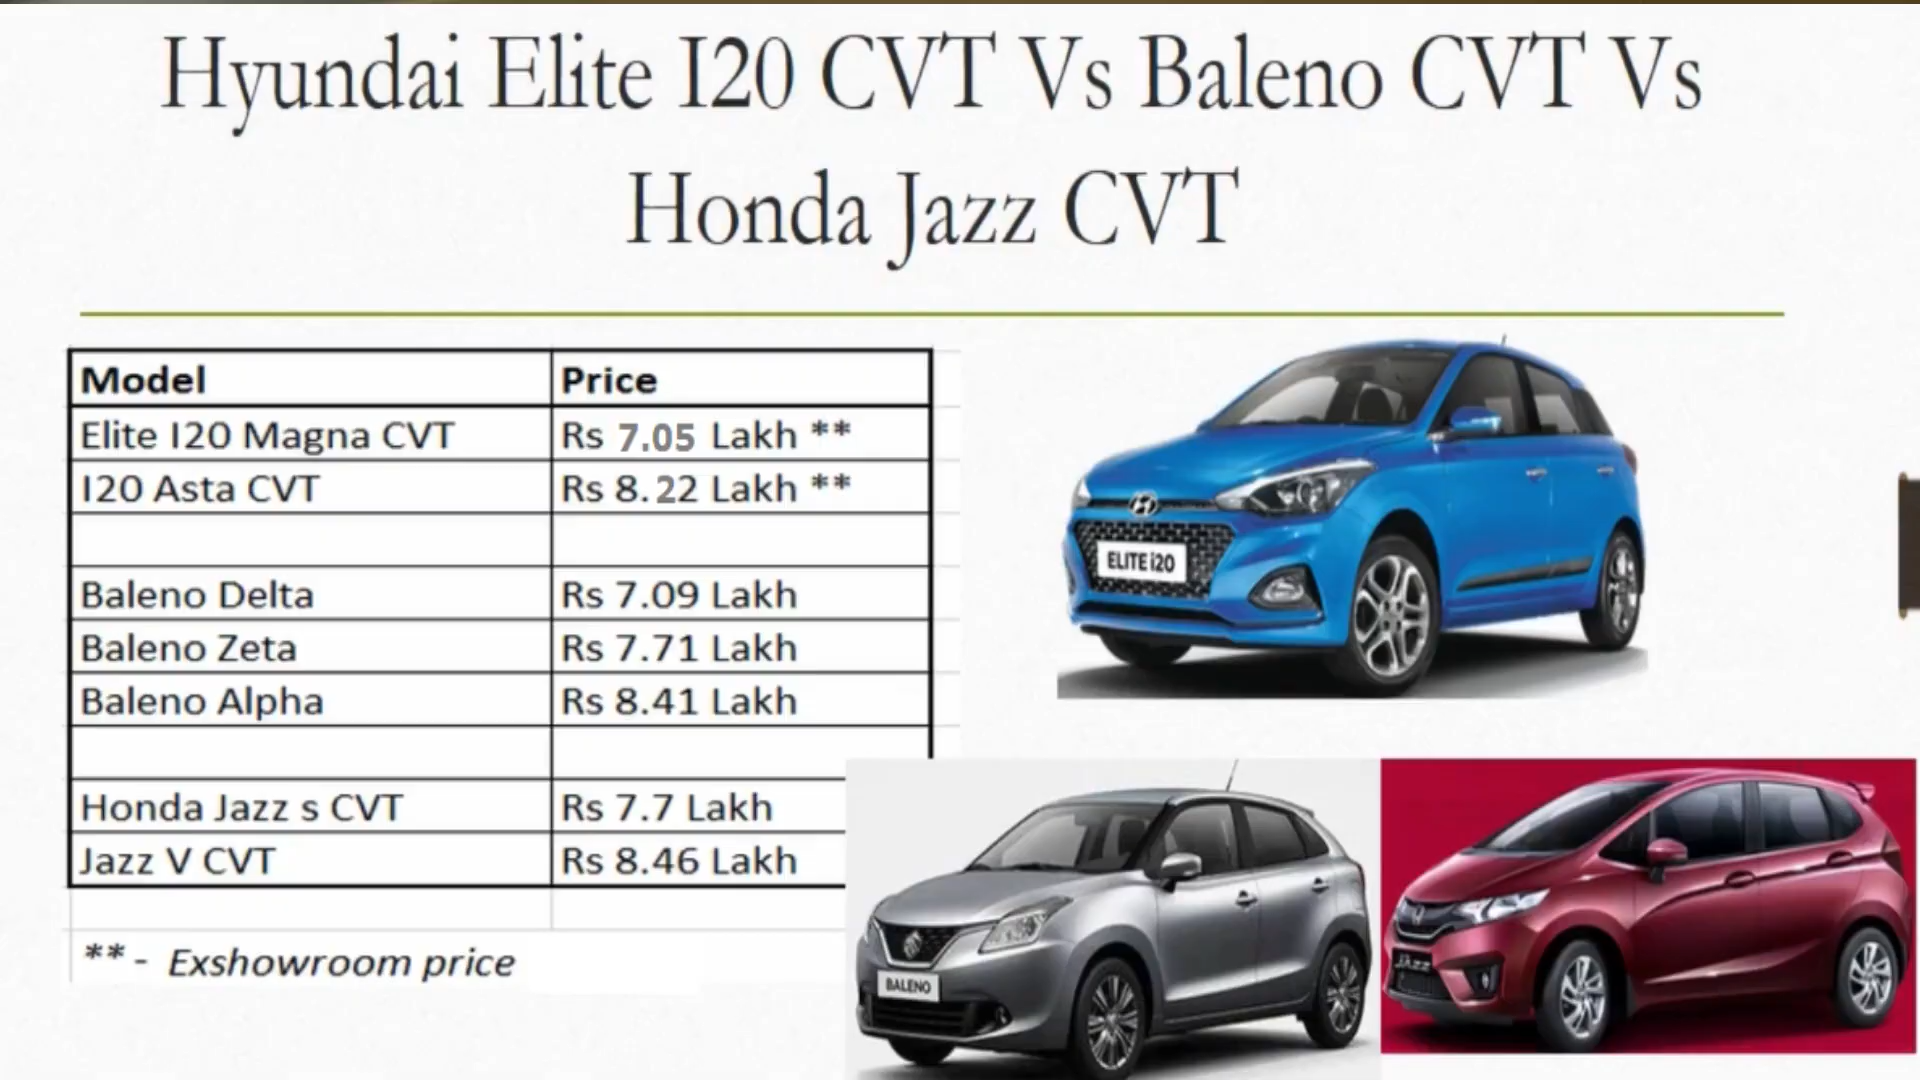 Hyundai Elite I20 CVT Vs Baleno CVT Vs
Honda Jazz CVT
Model Price
Elite I20 Magna CVT Rs 7.05 Lakh **
I20 Asta CVT Rs 8.22 Lakh **
Baleno Delta Rs 7.09 Lakh
Baleno Zeta Rs 7.71 Lakh
Baleno Alpha Rs 8.41 Lakh
Honda Jazz s CVT Rs 7.7 Lakh
Jazz V CVT Rs 8.46 Lakh
** - Exshowroom price
ELITE i20
BALENO
JAZZ